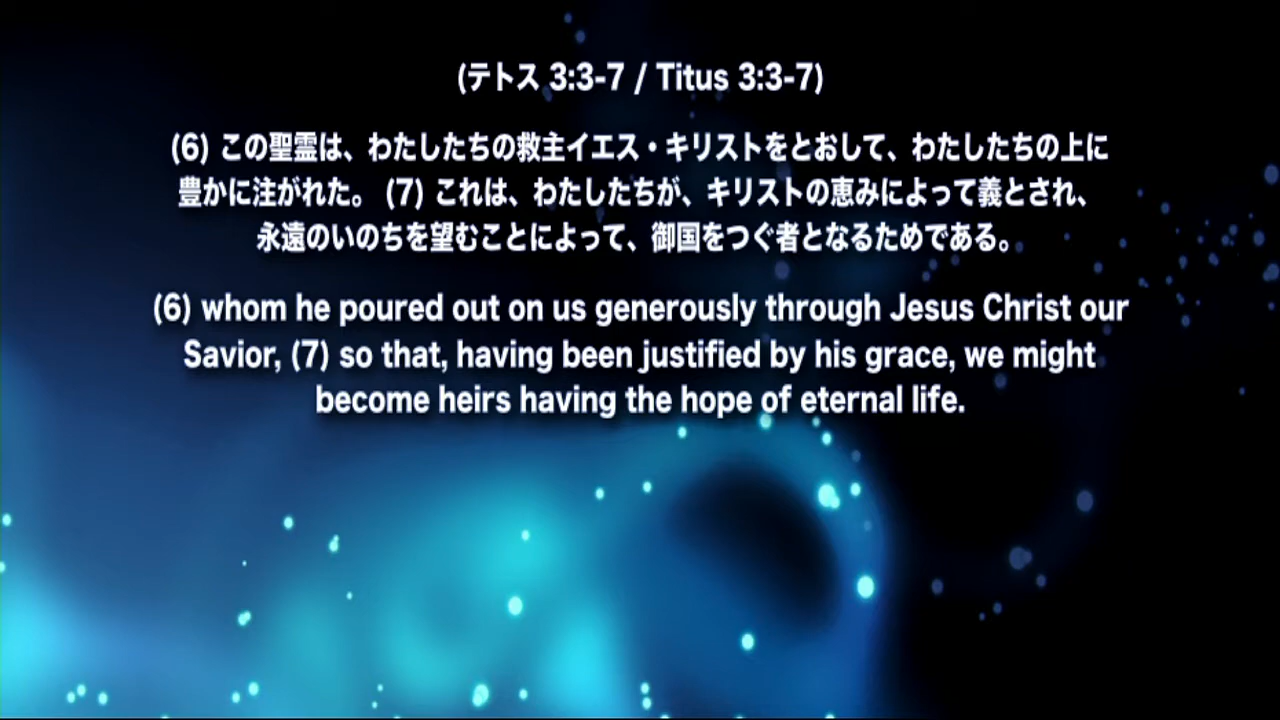 (テトス 3:3-7 / Titus 3:3-7)
(6) この聖霊は、わたしたちの救主イエス・キリストをとおして、わたしたちの上に
豊かに注がれた。 (7) これは、わたしたちが、キリストの恵みによって義とされ、
永遠のいのちを望むことによって、御国をつぐ者となるためである。
(6) whom he poured out on us generously through Jesus Christ our
Savior, (7) so that, having been justified by his grace, we might
become heirs having the hope of eternal life.